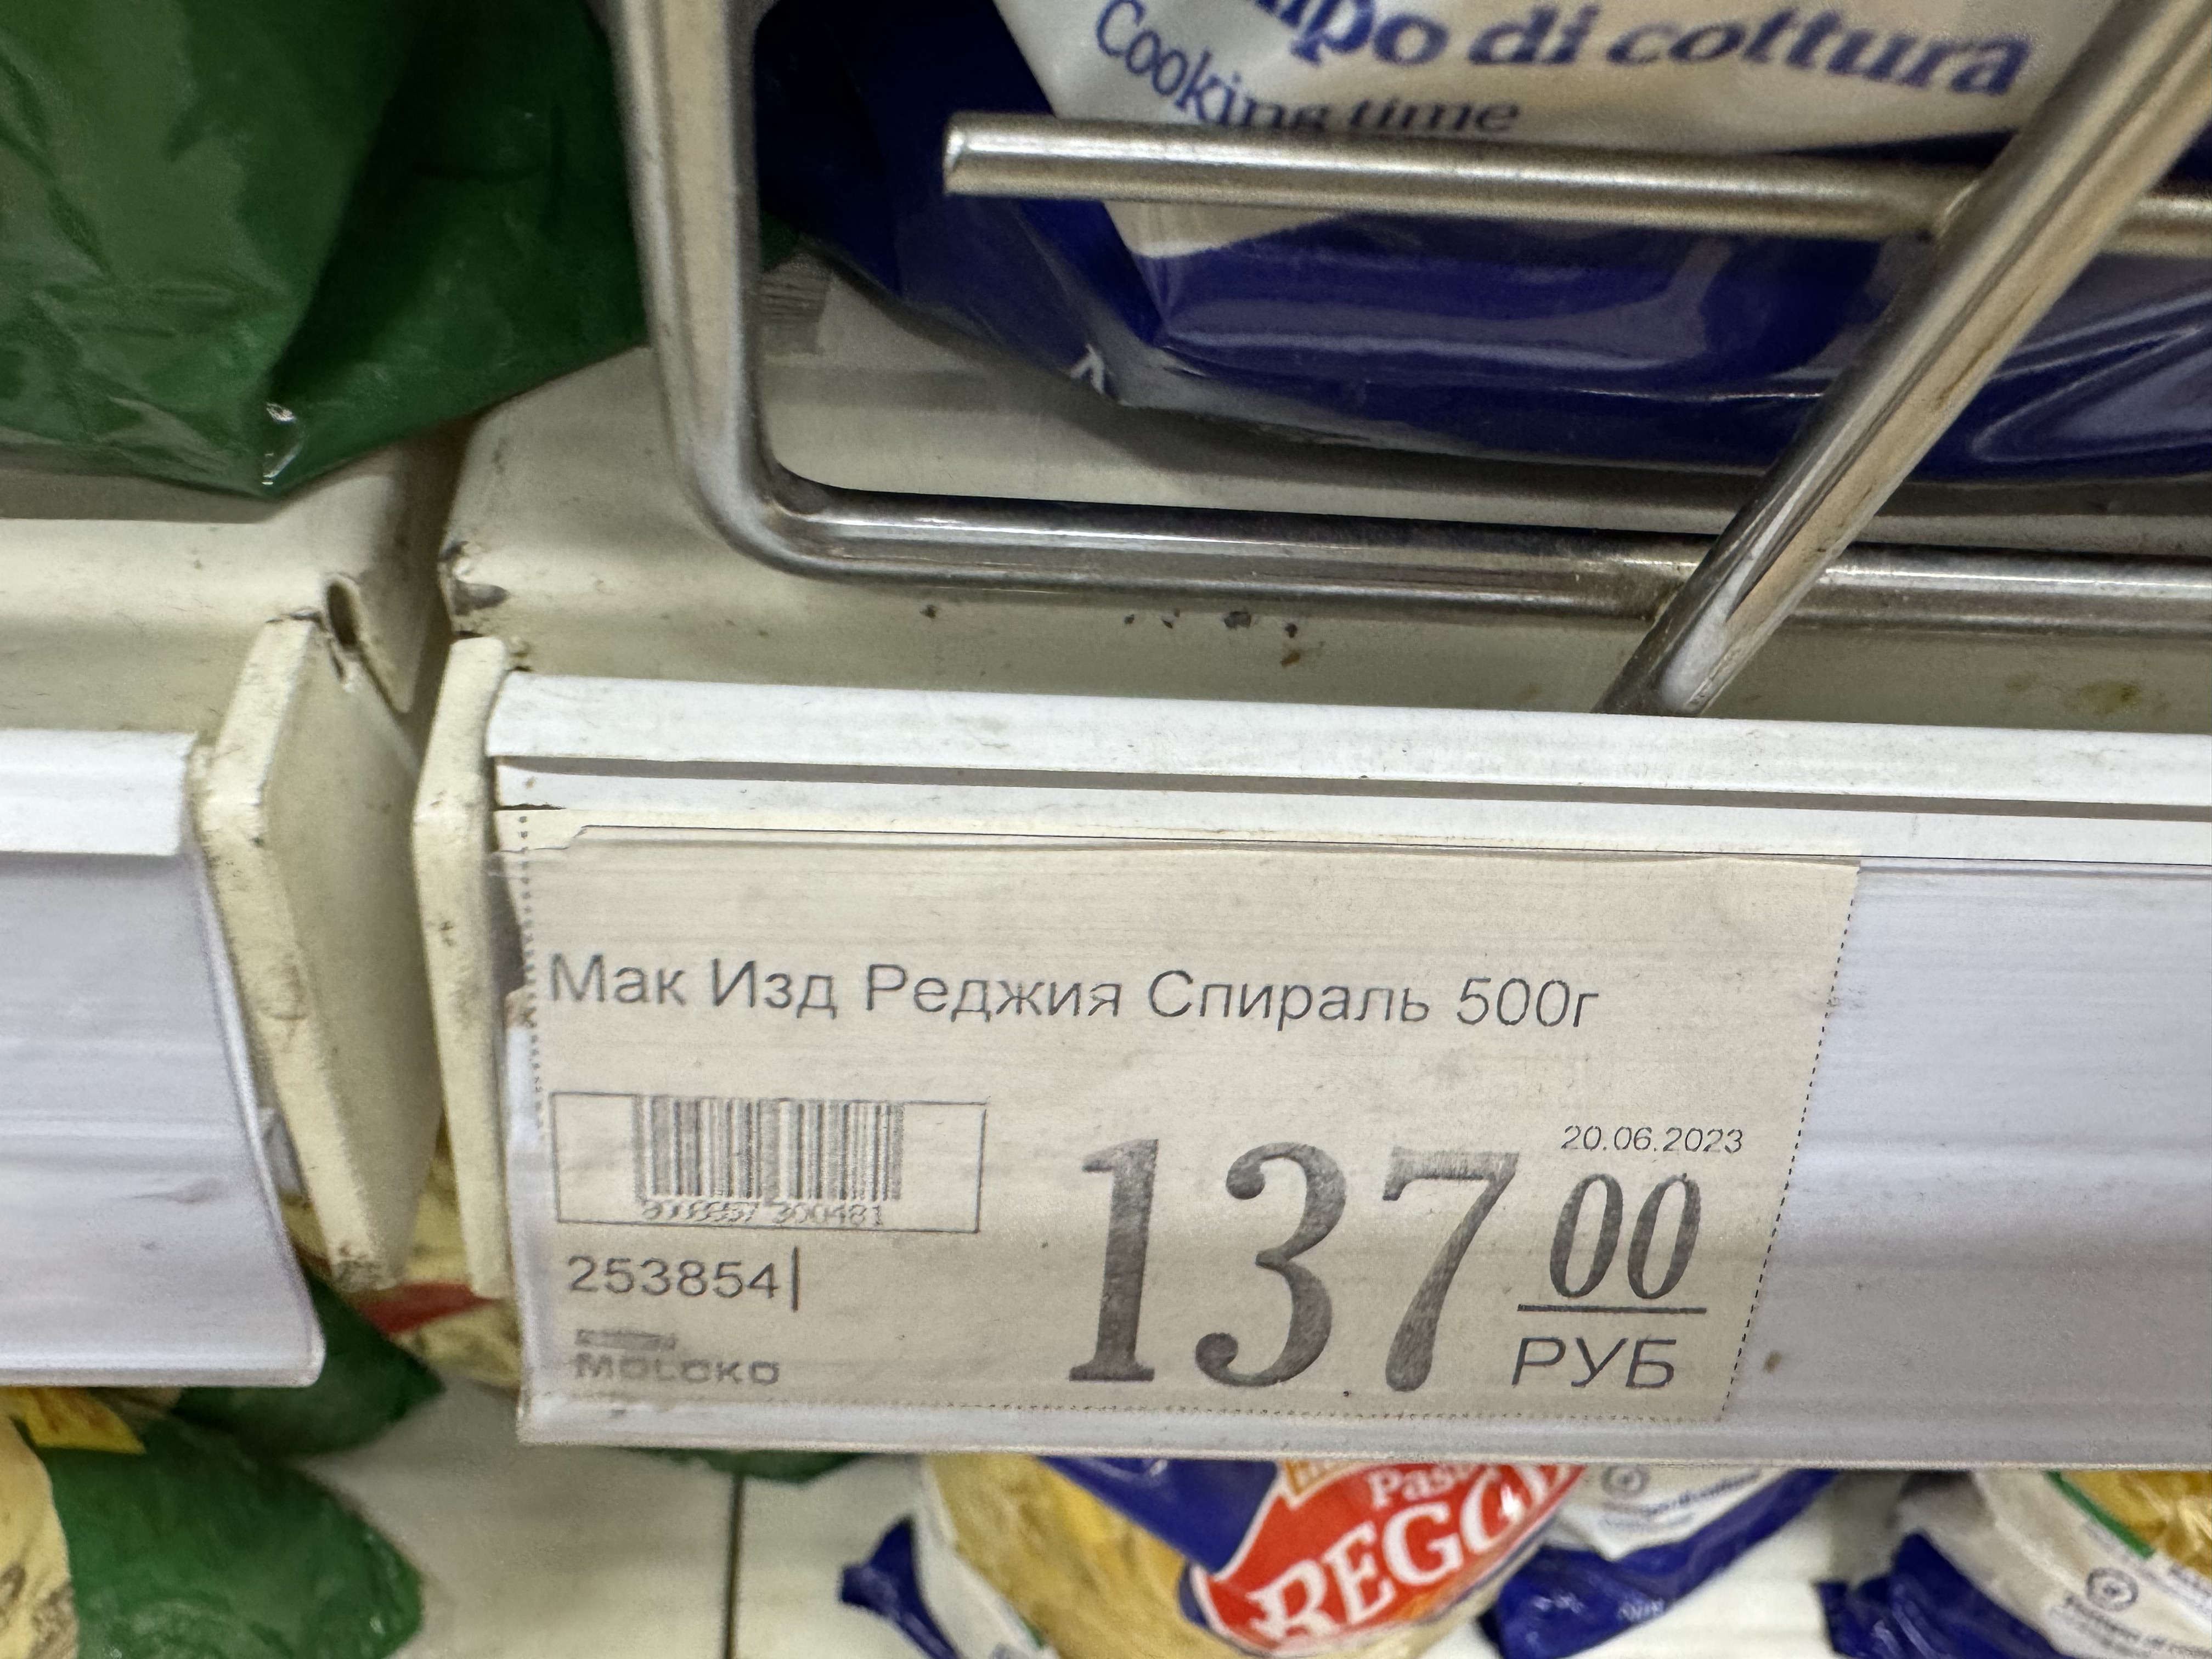 di cottura
Cooking time
Мак Изд Реджия Спираль 500г
20.06.2023
137 00
РУБ
300481
253854|
MOLOKO
Pasta
REGGIA